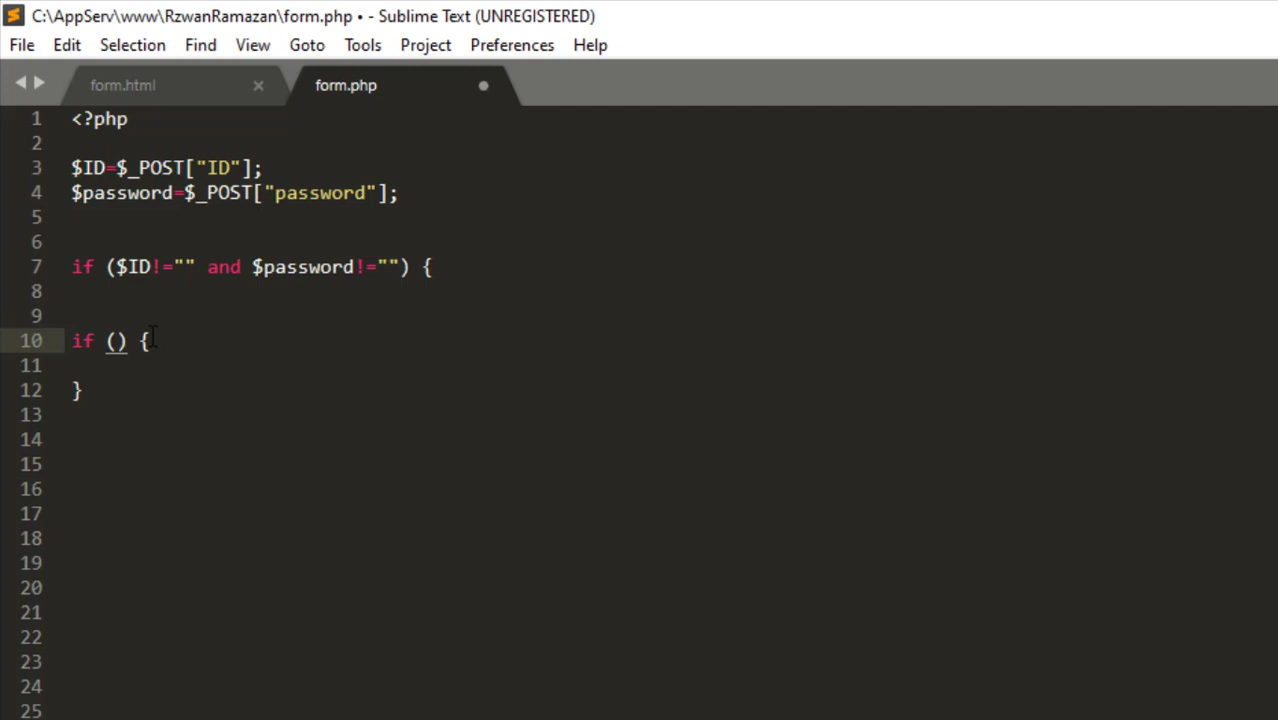 C:\AppServ\www\RzwanRamazan\form.php • - Sublime Text (UNREGISTERED)
File Edit Selection Find View Goto Tools Project Preferences Help
form.html form.php
1 <?php
2
3 $ID=$_POST["ID"];
4 $password=$_POST["password"];
5
6
7 if ($ID!="" and $password!="") {
8
9
10 if () {
11
12 }
13
14
15
16
17
18
19
20
21
22
23
24
25